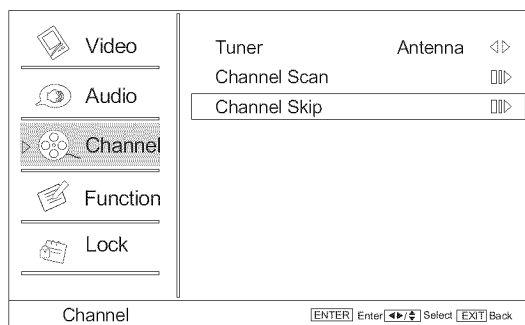 Video
Audio
Channel
Function
Lock
Tuner Antenna
Channel Scan
Channel Skip
Channel
ENTER Enter ◀▶/▲▼ Select EXIT Back